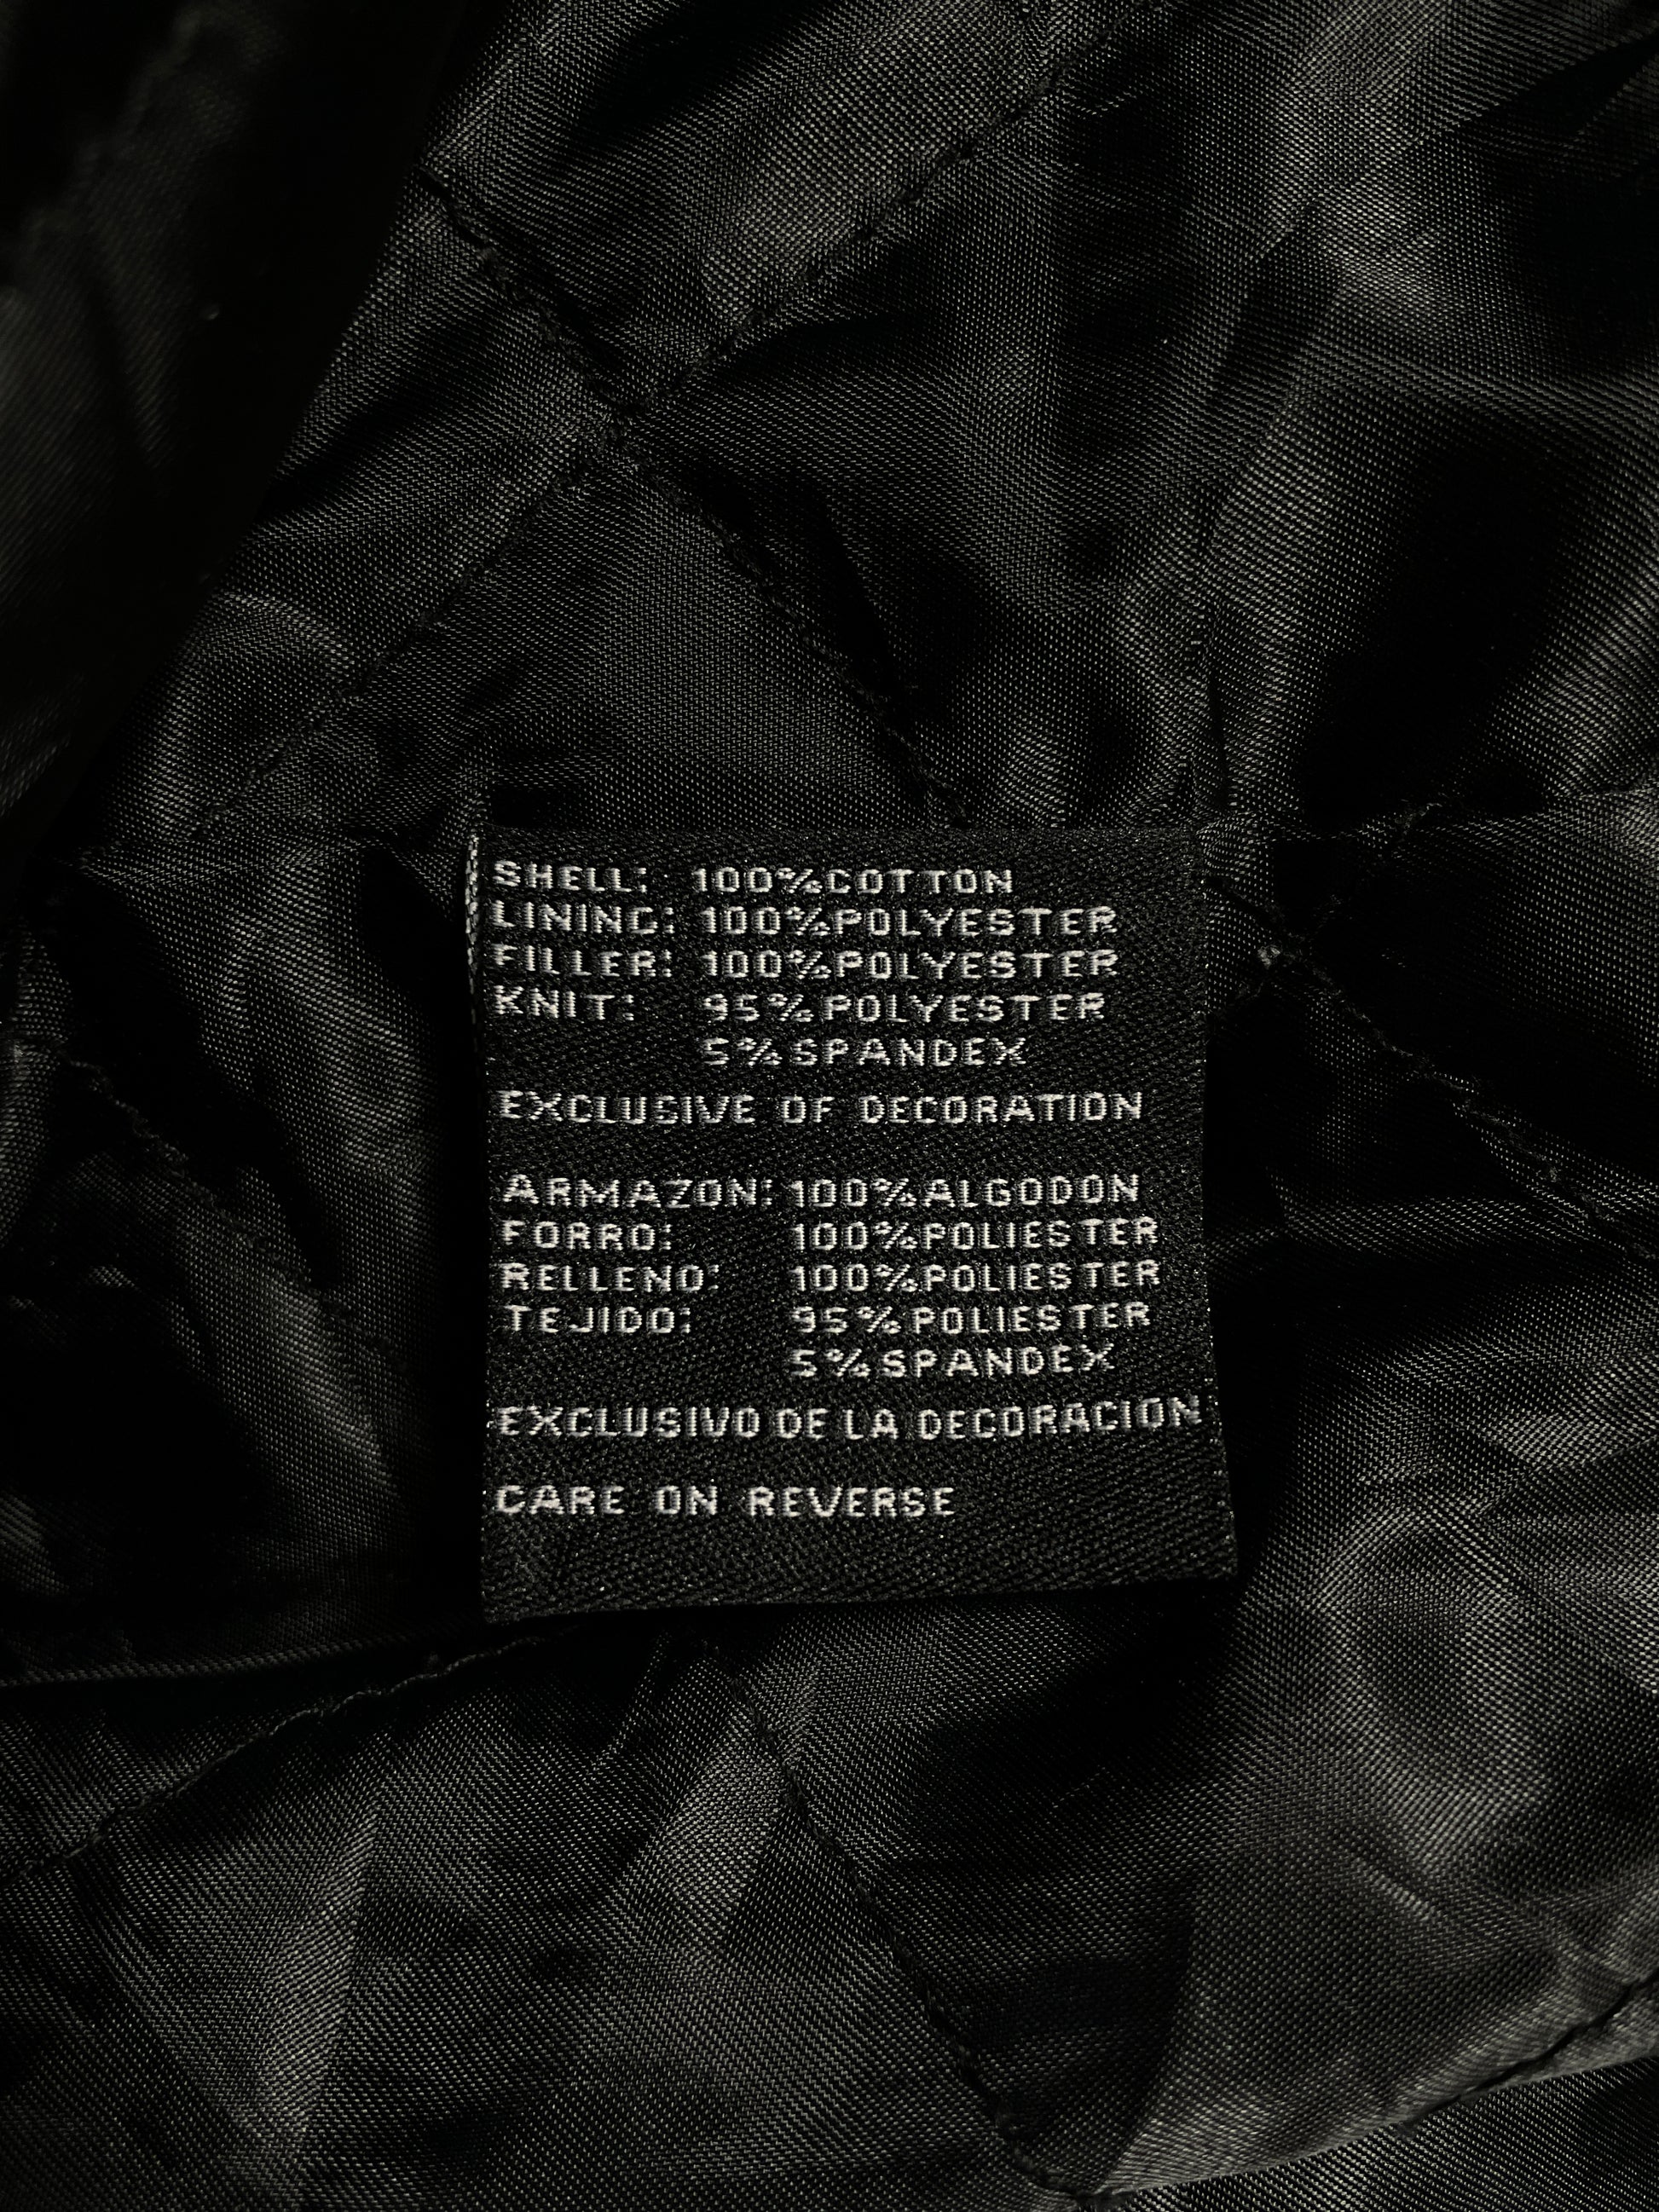 SHELL: 100%COTTON
LINING: 100%POLYESTER
FILLER: 100%POLYESTER
KNIT: 95%POLYESTER
5%SPANDEX
EXCLUSIVE OF DECORATION
ARMAZON: 100%ALGODON
FORRO: 100%POLIESTER
RELLENO: 100%POLIESTER
TEJIDO: 95%POLIESTER
5%SPANDEX
EXCLUSIVO DE LA DECORACION
CARE ON REVERSE